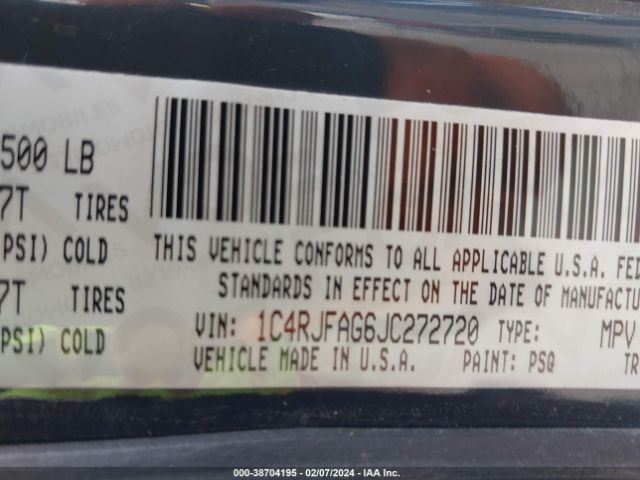 500 LB
7T TIRES
PSI) COLD
7T TIRES
PSI) COLD
THIS VEHICLE CONFORMS TO ALL APPLICABLE U.S.A. FED
STANDARDS IN EFFECT ON THE DATE OF MANUFACTU
VIN: 1C4RJFAG6JC272720 TYPE: MPV
VEHICLE MADE IN U.S.A. PAINT: PSQ TR
000-38704195 - 02/07/2024 - IAA Inc.